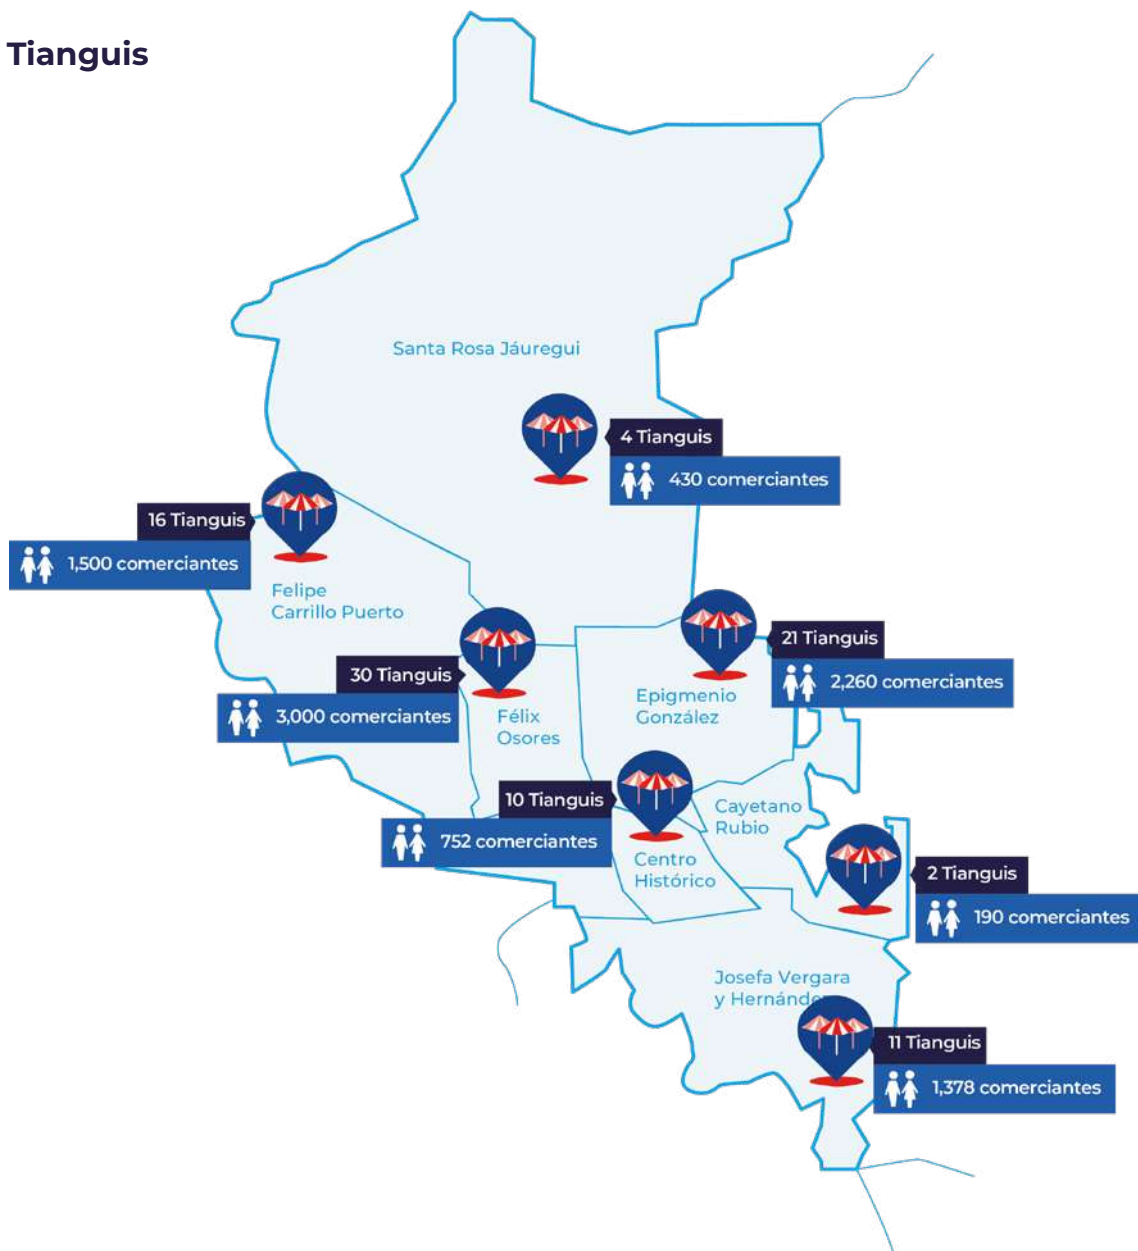 Tianguis
Santa Rosa Jáuregui
4 Tianguis
430 comerciantes
16 Tianguis
1,500 comerciantes
Felipe
Carrillo Puerto
21 Tianguis
2,260 comerciantes
30 Tianguis
3,000 comerciantes
Epigmenio
González
Félix
Osores
10 Tianguis
752 comerciantes
Cayetano
Rubio
Centro
Histórico
2 Tianguis
190 comerciantes
Josefa Vergara
y Hernández
11 Tianguis
1,378 comerciantes